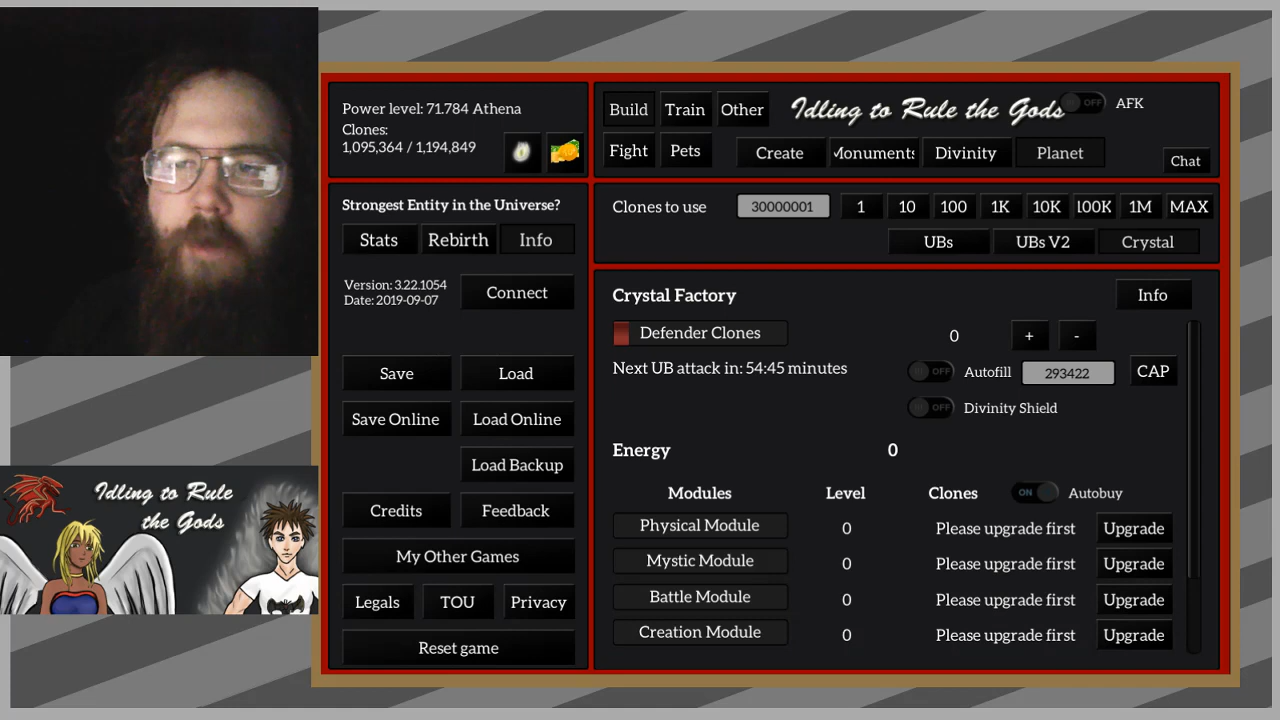 Power level: 71.784 Athena
Clones:
1,095,364 / 1,194,849
Build Train Other
Idling to Rule the Gods
OFF AFK
Fight Pets
Create Monuments Divinity Planet
Chat
Strongest Entity in the Universe?
Stats Rebirth Info
Version: 3.22.1054
Date: 2019-09-07
Connect
Save Load
Save Online Load Online
Load Backup
Credits Feedback
My Other Games
Legals TOU Privacy
Reset game
Clones to use 30000001 1 10 100 1K 10K 100K 1M MAX
UBs UBs V2 Crystal
Crystal Factory Info
Defender Clones 0 + -
Next UB attack in: 54:45 minutes OFF Autofill 293422 CAP
OFF Divinity Shield
Energy 0
Modules Level Clones ON Autobuy
Physical Module 0 Please upgrade first Upgrade
Mystic Module 0 Please upgrade first Upgrade
Battle Module 0 Please upgrade first Upgrade
Creation Module 0 Please upgrade first Upgrade
Idling to Rule
the Gods